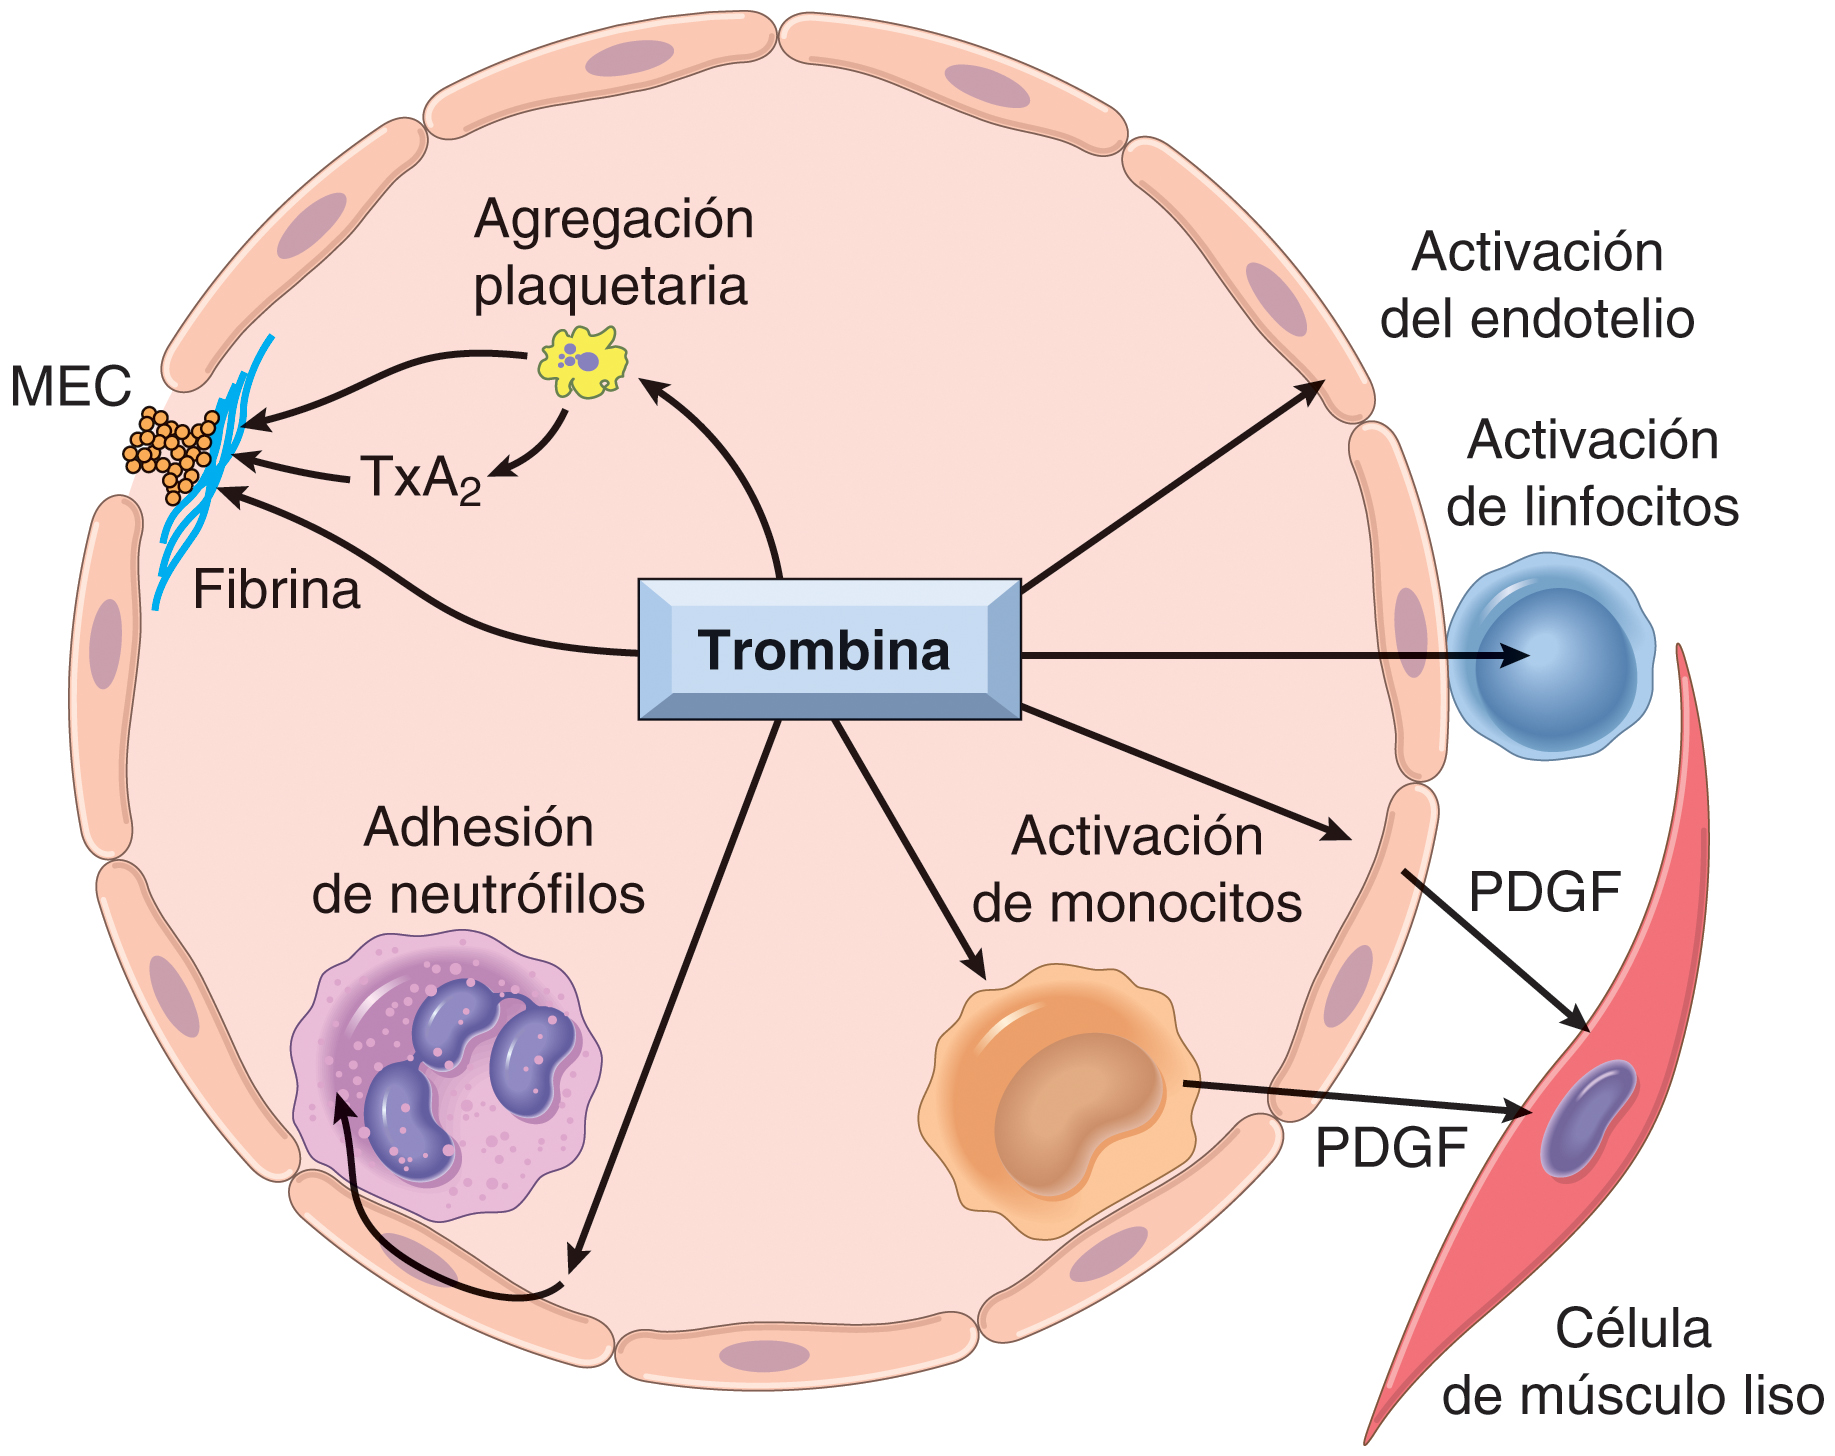 Agregación
plaquetaria
Activación
del endotelio
MEC
Activación
de linfocitos
TxA2
Fibrina
Trombina
Adhesión
de neutrófilos
Activación
de monocitos
PDGF
PDGF
Célula
de músculo liso